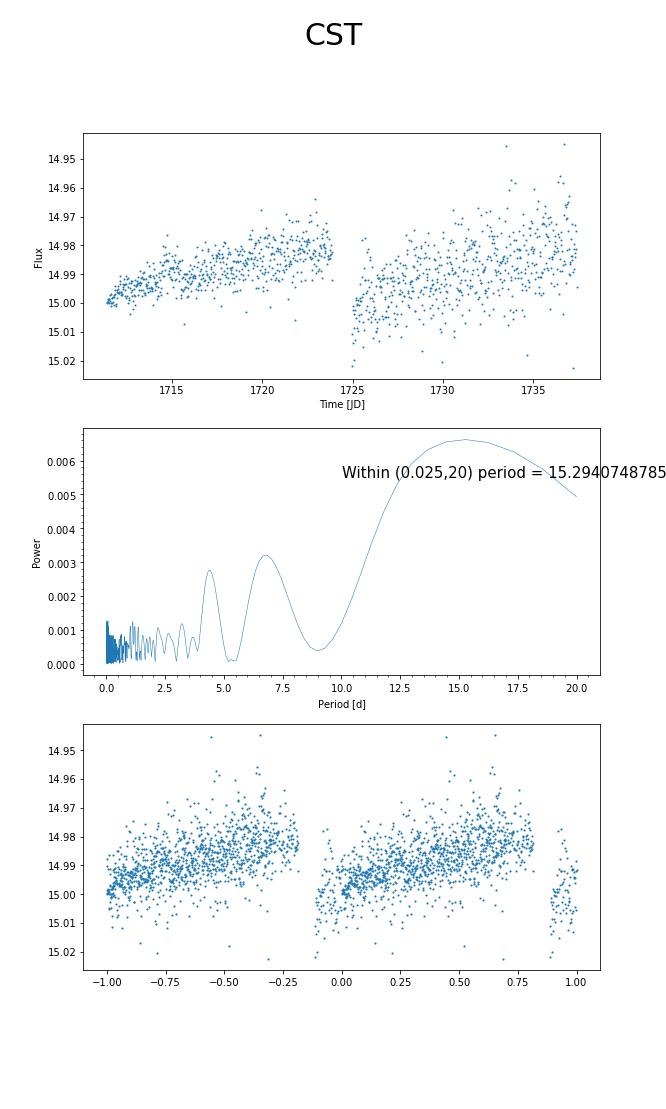 CST
14.95
14.96
14.97
14.98
14.99
15.00
15.01
15.02
Flux
1715 1720 1725 1730 1735
Time [JD]
0.006
0.005
0.004
0.003
0.002
0.001
0.000
Power
Within (0.025,20) period = 15.2940748785
0.0 2.5 5.0 7.5 10.0 12.5 15.0 17.5 20.0
Period [d]
14.95
14.96
14.97
14.98
14.99
15.00
15.01
15.02
−1.00 −0.75 −0.50 −0.25 0.00 0.25 0.50 0.75 1.00